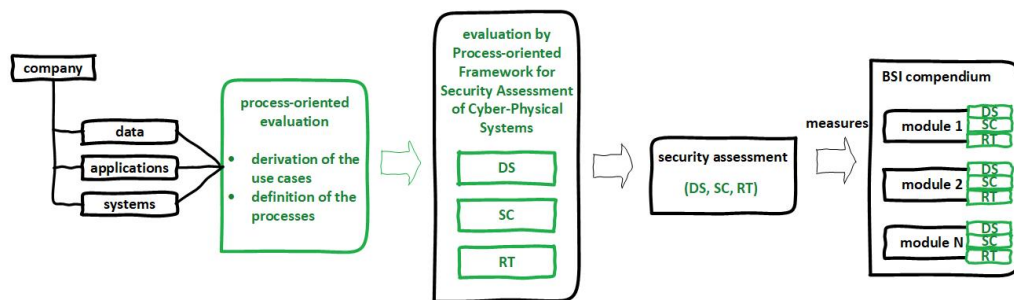 company
data
applications
systems
process-oriented
evaluation
• derivation of the
use cases
• definition of the
processes
evaluation by
Process-oriented
Framework for
Security Assessment
of Cyber-Physical
Systems
DS
SC
RT
security assessment
(DS, SC, RT)
measures
BSI compendium
module 1
DS
SC
RT
module 2
DS
SC
RT
module N
DS
SC
RT